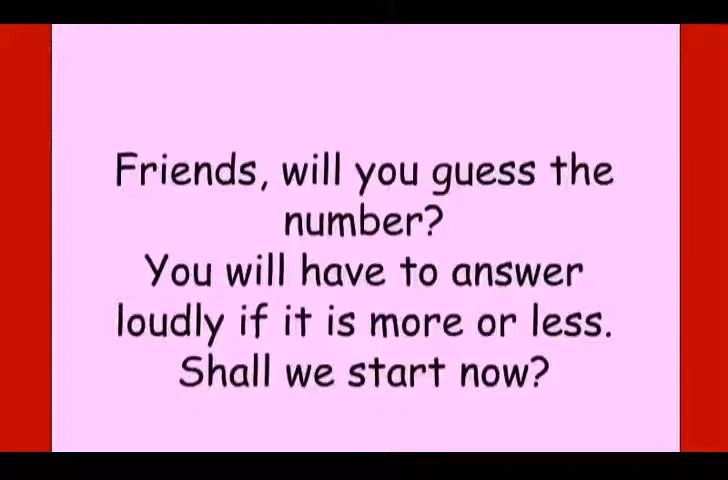 Friends, will you guess the
number?
You will have to answer
loudly if it is more or less.
Shall we start now?